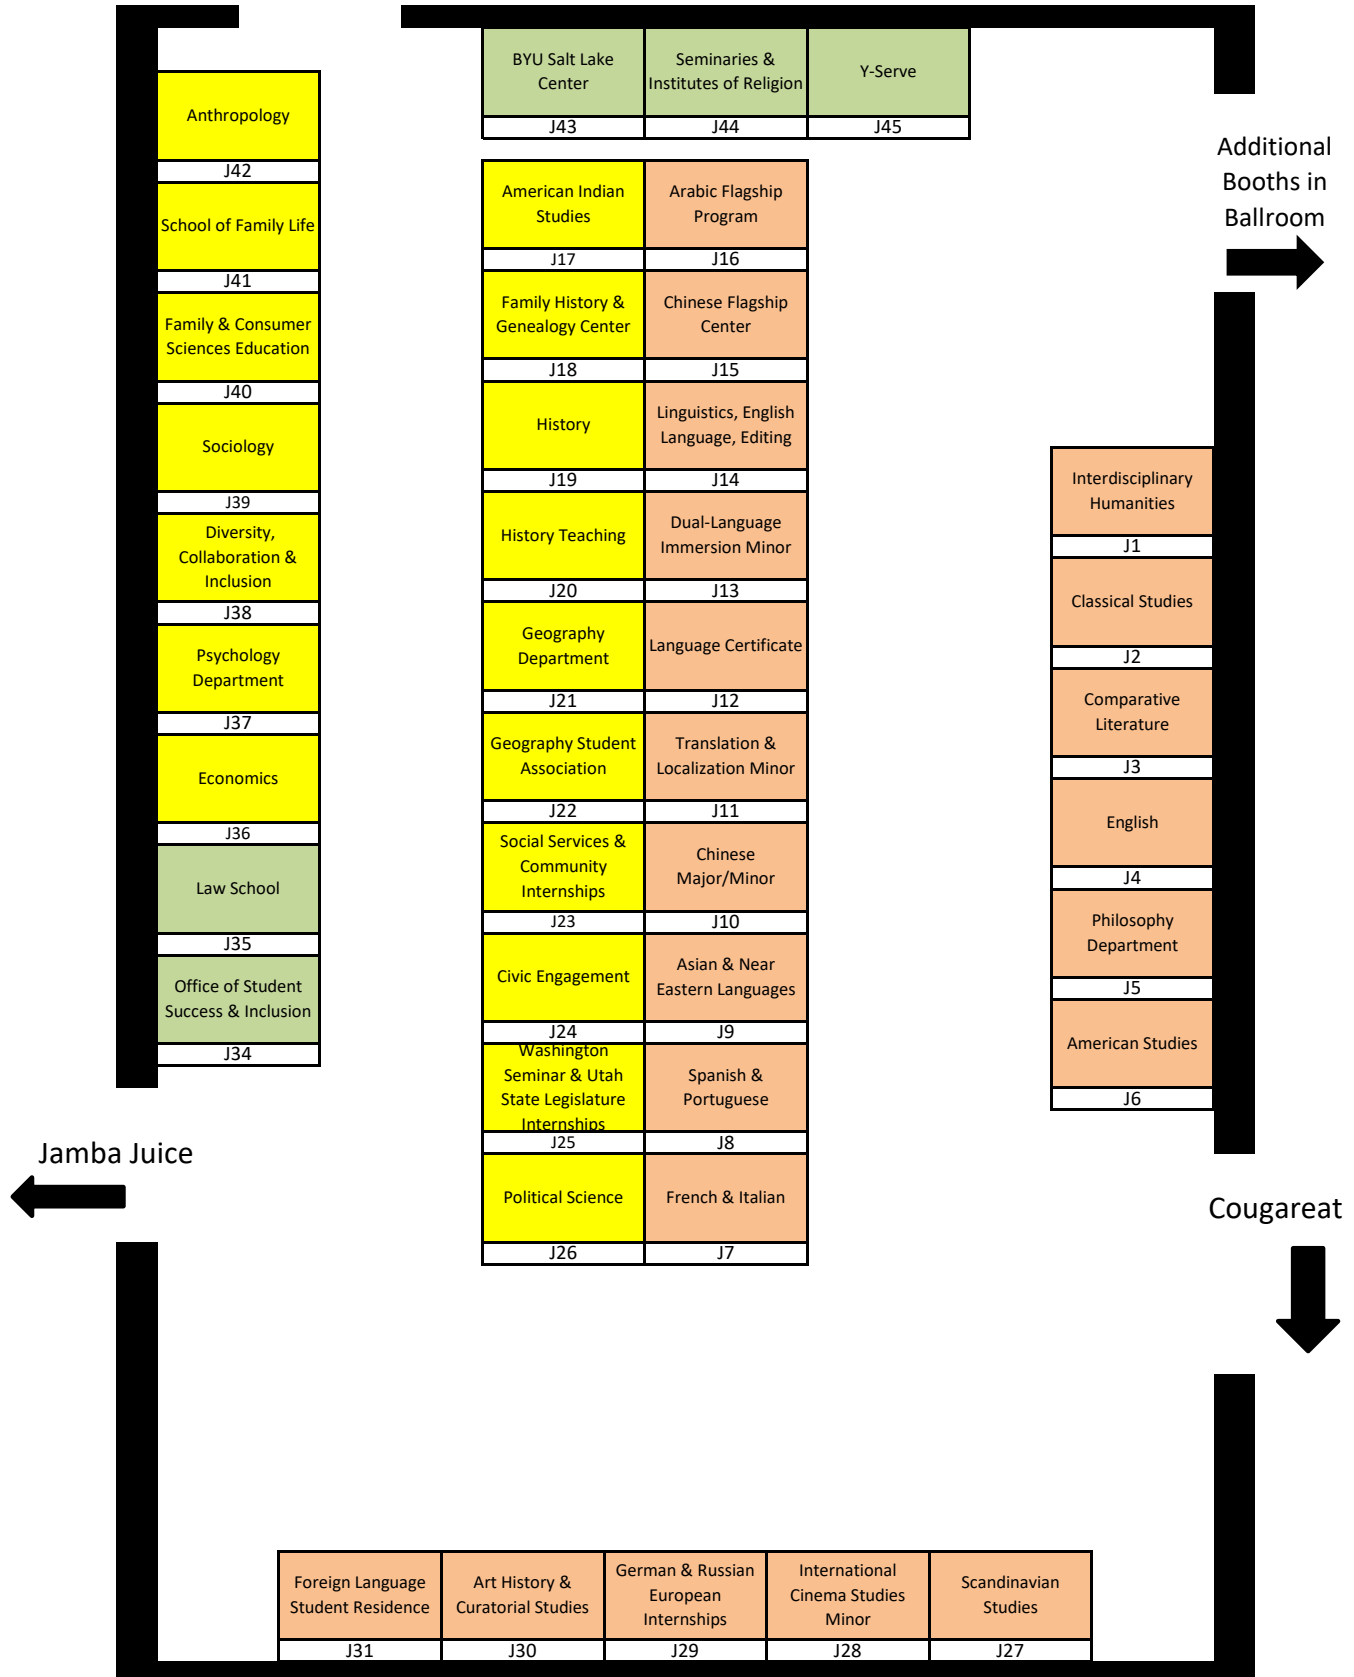 BYU Salt Lake
Center
J43
Seminaries &
Institutes of Religion
J44
Y-Serve
J45
Anthropology
J42
School of Family Life
J41
Family & Consumer
Sciences Education
J40
Sociology
J39
Diversity,
Collaboration &
Inclusion
J38
Psychology
Department
J37
Economics
J36
Law School
J35
Office of Student
Success & Inclusion
J34
American Indian
Studies
J17
Family History &
Genealogy Center
J18
History
J19
History Teaching
J20
Geography
Department
J21
Geography Student
Association
J22
Social Services &
Community
Internships
J23
Civic Engagement
J24
Washington
Seminar & Utah
State Legislature
Internships
J25
Political Science
J26
Arabic Flagship
Program
J16
Chinese Flagship
Center
J15
Linguistics, English
Language, Editing
J14
Dual-Language
Immersion Minor
J13
Language Certificate
J12
Translation &
Localization Minor
J11
Chinese
Major/Minor
J10
Asian & Near
Eastern Languages
J9
Spanish &
Portuguese
J8
French & Italian
J7
Additional
Booths in
Ballroom
Interdisciplinary
Humanities
J1
Classical Studies
J2
Comparative
Literature
J3
English
J4
Philosophy
Department
J5
American Studies
J6
Jamba Juice
Cougareat
Foreign Language
Student Residence
J31
Art History &
Curatorial Studies
J30
German & Russian
European
Internships
J29
International
Cinema Studies
Minor
J28
Scandinavian
Studies
J27